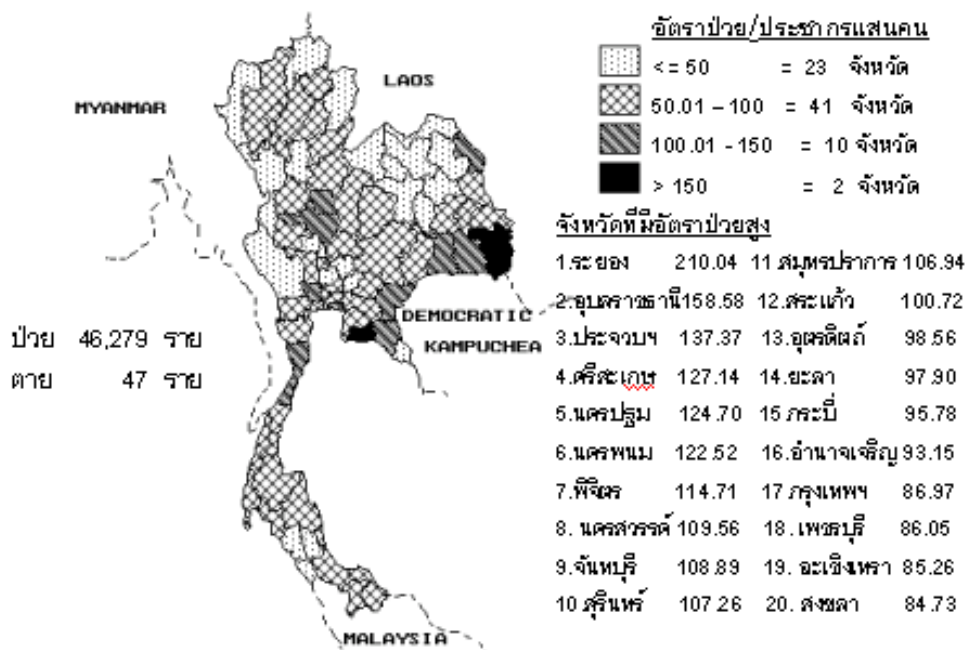 อัตราป่วย/ประชากรแสนคน
<= 50 = 23 จังหวัด
50.01 – 100 = 41 จังหวัด
100.01 - 150 = 10 จังหวัด
> 150 = 2 จังหวัด
LAOS
MYANMAR
DEMOCRATIC
KAMPUCHEA
MALAYSIA
ป่วย 46,279 ราย
ตาย 47 ราย
จังหวัดที่มีอัตราป่วยสูง
1.ระยอง 210.04 11 สมุทรปราการ 106.94
2.อุบลราชธานี 158.58 12.สระแก้ว 100.72
3.ประจวบฯ 137.37 13.อุตรดิตถ์ 98.56
4.ศรีสะเกษ 127.14 14.ยะลา 97.90
5.นครปฐม 124.70 15 กระบี่ 95.78
6.นครพนม 122.52 16.อำนาจเจริญ 93.15
7.พิจิตร 114.71 17 กรุงเทพฯ 86.97
8. นครสวรรค์ 109.56 18.เพชรบุรี 86.05
9.จันทบุรี 108.89 19. ฉะเชิงเทรา 85.26
10 สุรินทร์ 107.26 20. สงขลา 84.73